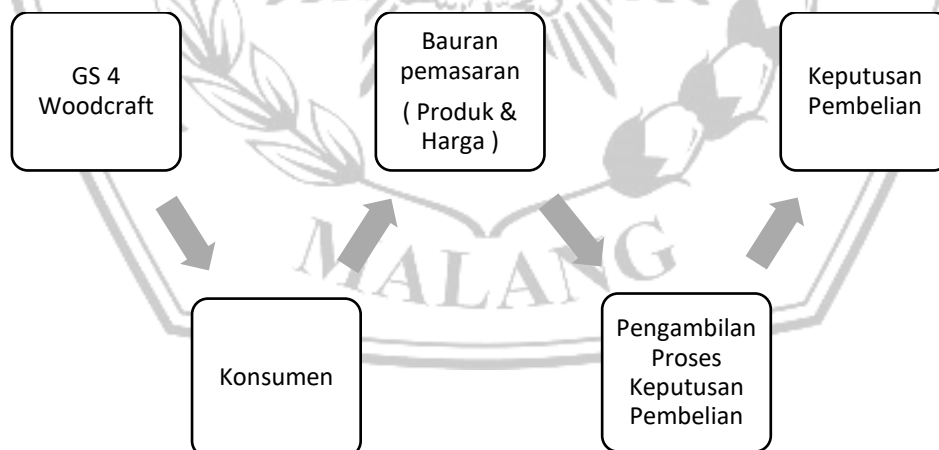 GS 4
Woodcraft
Konsumen
Bauran
pemasaran
( Produk &
Harga )
Pengambilan
Proses
Keputusan
Pembelian
Keputusan
Pembelian
MALANG